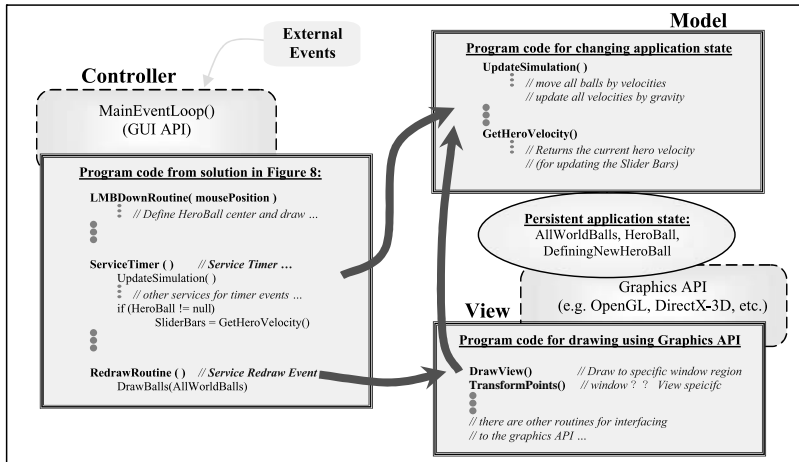 External
Events
Controller
MainEventLoop()
(GUI API)
Program code from solution in Figure 8:
LMBDownRoutine( mousePosition )
// Define HeroBall center and draw …
ServiceTimer ( ) // Service Timer …
UpdateSimulation( )
// other services for timer events …
if (HeroBall != null)
SliderBars = GetHeroVelocity()
RedrawRoutine ( ) // Service Redraw Event
DrawBalls(AllWorldBalls)
Model
Program code for changing application state
UpdateSimulation( )
// move all balls by velocities
// update all velocities by gravity
GetHeroVelocity()
// Returns the current hero velocity
// (for updating the Slider Bars)
Persistent application state:
AllWorldBalls, HeroBall,
DefiningNewHeroBall
Graphics API
(e.g. OpenGL, DirectX-3D, etc.)
View
Program code for drawing using Graphics API
DrawView() // Draw to specific window region
TransformPoints() // window ? ? View speicifc
// there are other routines for interfacing
// to the graphics API …